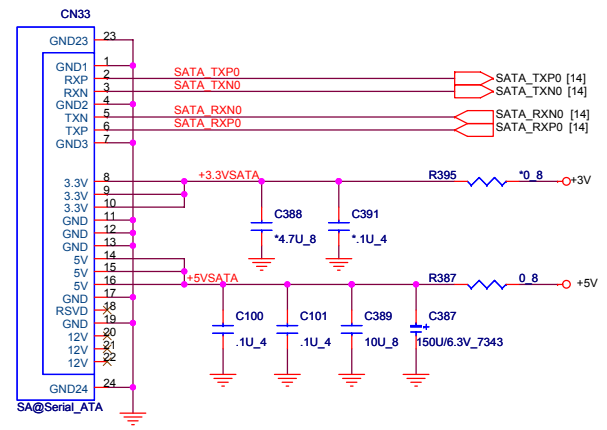 CN33
GND23 23
GND1 1
RXP 2 SATA_TXP0 SATA_TXP0 [14]
RXN 3 SATA_TXN0 SATA_TXN0 [14]
GND2 4
TXN 5 SATA_RXN0 SATA_RXN0 [14]
TXP 6 SATA_RXP0 SATA_RXP0 [14]
GND3 7
3.3V 8 +3.3VSATA R395 *0_8 +3V
3.3V 9
3.3V 10
GND 11 C388 C391
GND 12 *4.7U_8 *.1U_4
GND 13
5V 14
5V 15
5V 16 +5VSATA R387 0_8 +5V
GND 17
RSVD 18 C100 C101 C389 C387
GND 19
12V 20 .1U_4 .1U_4 10U_8 + 150U/6.3V_7343
12V 21
12V 22
GND24 24
SA@Serial_ATA